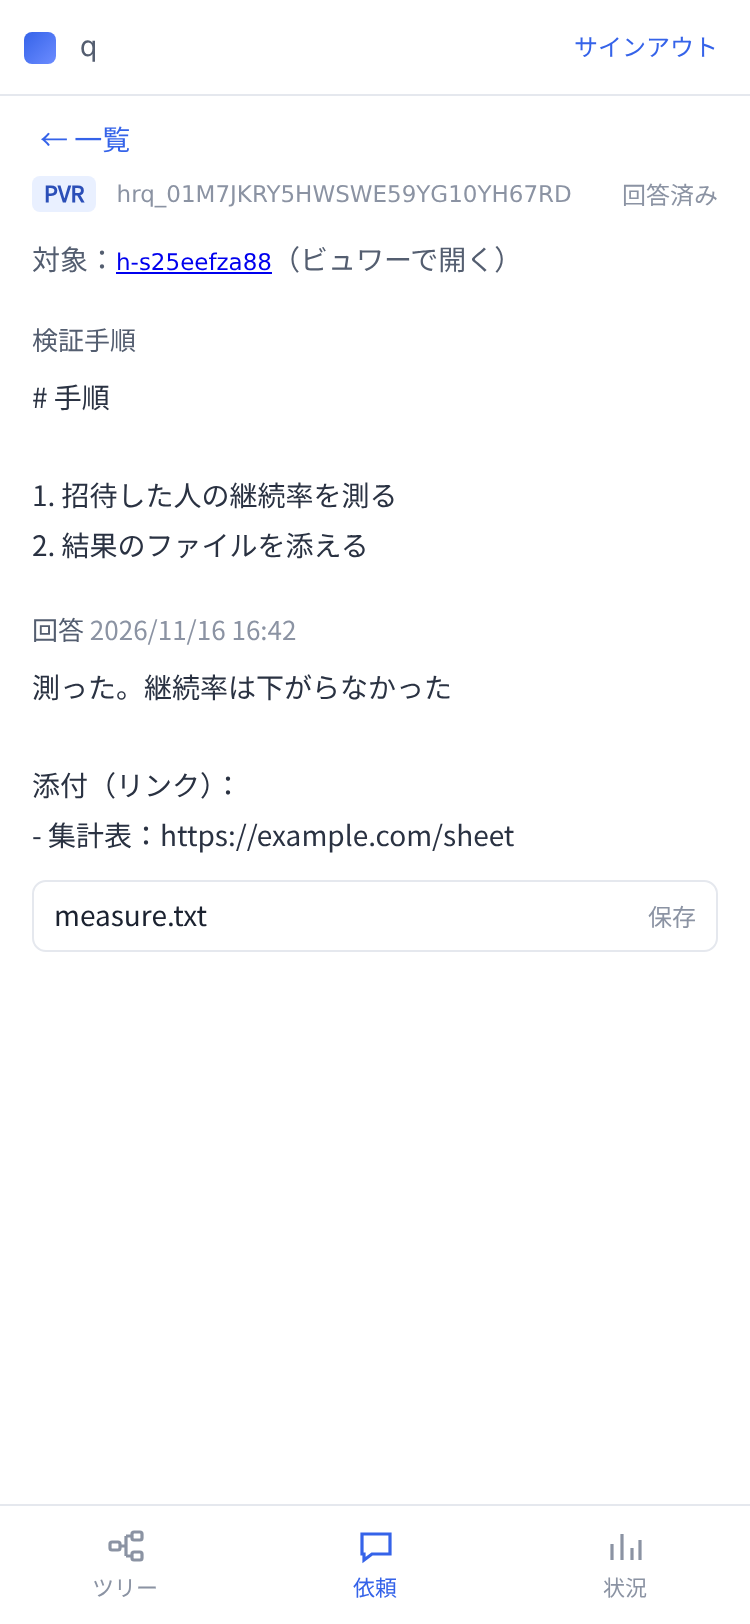 q
サインアウト
← 一覧
PVR hrq_01M7JKRY5HWSWE59YG10YH67RD 回答済み
対象：h-s25eefza88（ビュワーで開く）
検証手順
# 手順
1. 招待した人の継続率を測る
2. 結果のファイルを添える
回答 2026/11/16 16:42
測った。継続率は下がらなかった
添付（リンク）：
- 集計表：https://example.com/sheet
measure.txt 保存
ツリー
依頼
状況